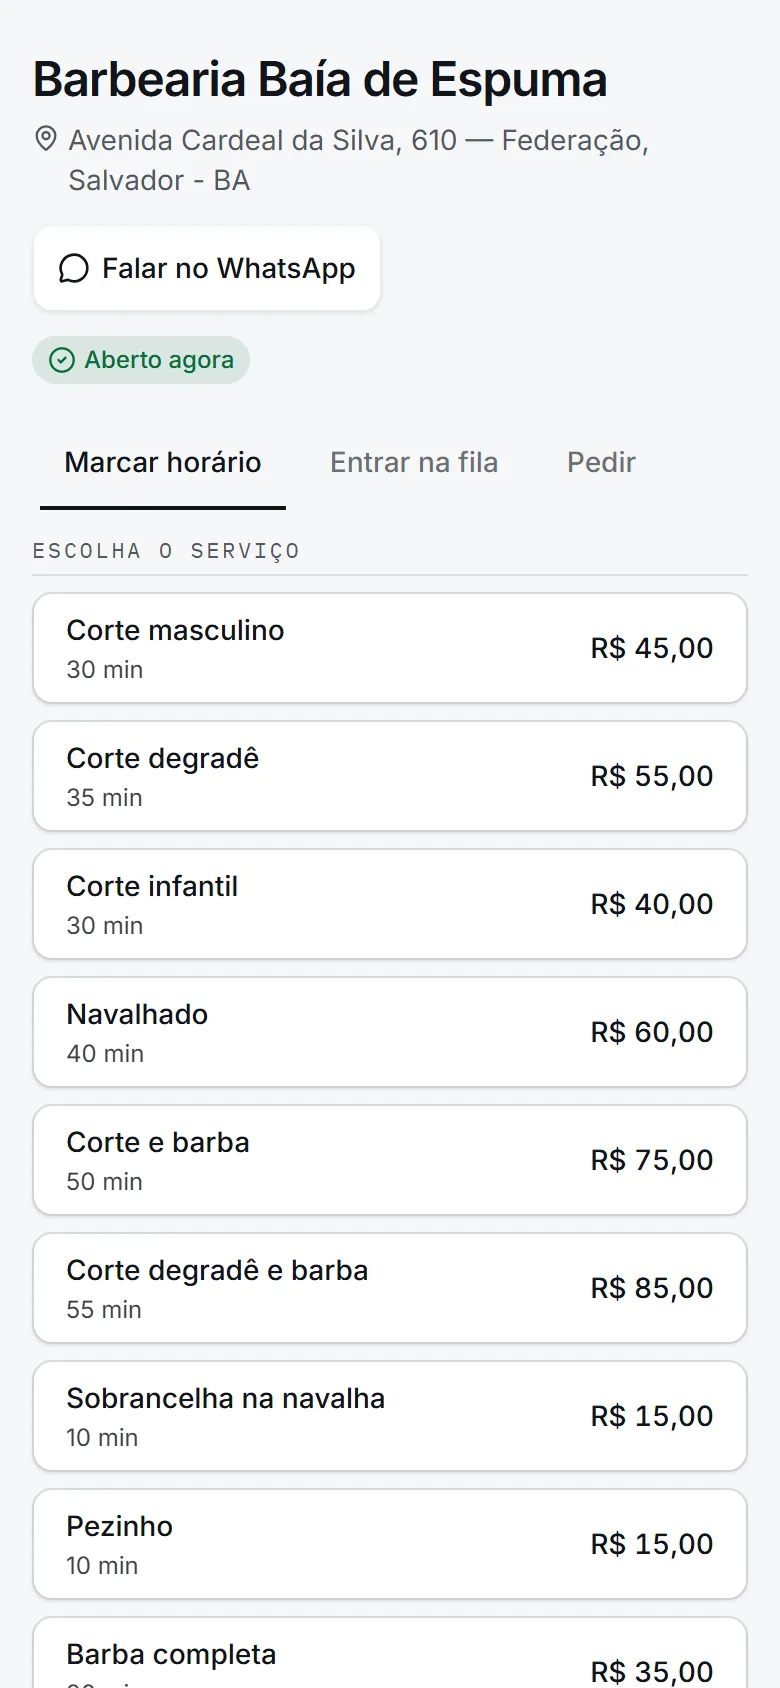 Barbearia Baía de Espuma
Avenida Cardeal da Silva, 610 — Federação,
Salvador - BA
Falar no WhatsApp
Aberto agora
Marcar horário
Entrar na fila
Pedir
ESCOLHA O SERVIÇO
Corte masculino
30 min
R$ 45,00
Corte degradê
35 min
R$ 55,00
Corte infantil
30 min
R$ 40,00
Navalhado
40 min
R$ 60,00
Corte e barba
50 min
R$ 75,00
Corte degradê e barba
55 min
R$ 85,00
Sobrancelha na navalha
10 min
R$ 15,00
Pezinho
10 min
R$ 15,00
Barba completa
R$ 35,00